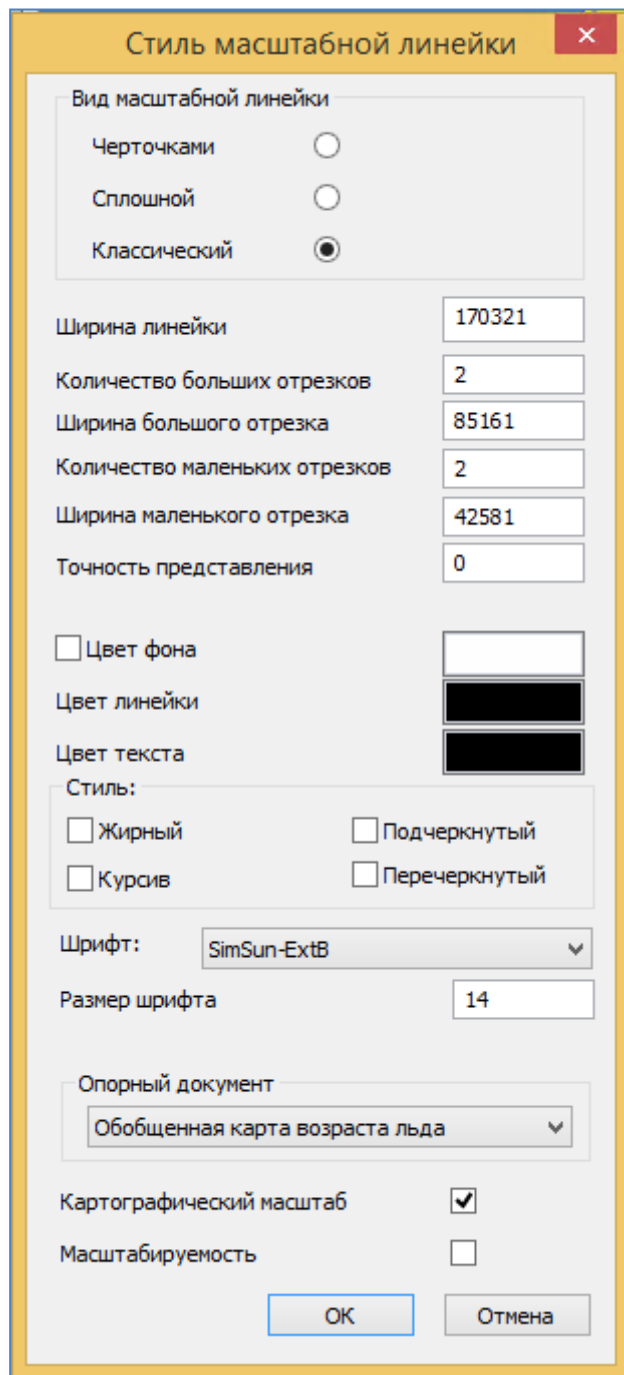 Стиль масштабной линейки
Вид масштабной линейки
Черточками
Сплошной
Классический
Ширина линейки 170321
Количество больших отрезков 2
Ширина большого отрезка 85161
Количество маленьких отрезков 2
Ширина маленького отрезка 42581
Точность представления 0
Цвет фона
Цвет линейки
Цвет текста
Стиль:
Жирный Подчеркнутый
Курсив Перечеркнутый
Шрифт: SimSun-ExtB
Размер шрифта 14
Опорный документ
Обобщенная карта возраста льда
Картографический масштаб
Масштабируемость
ОК Отмена